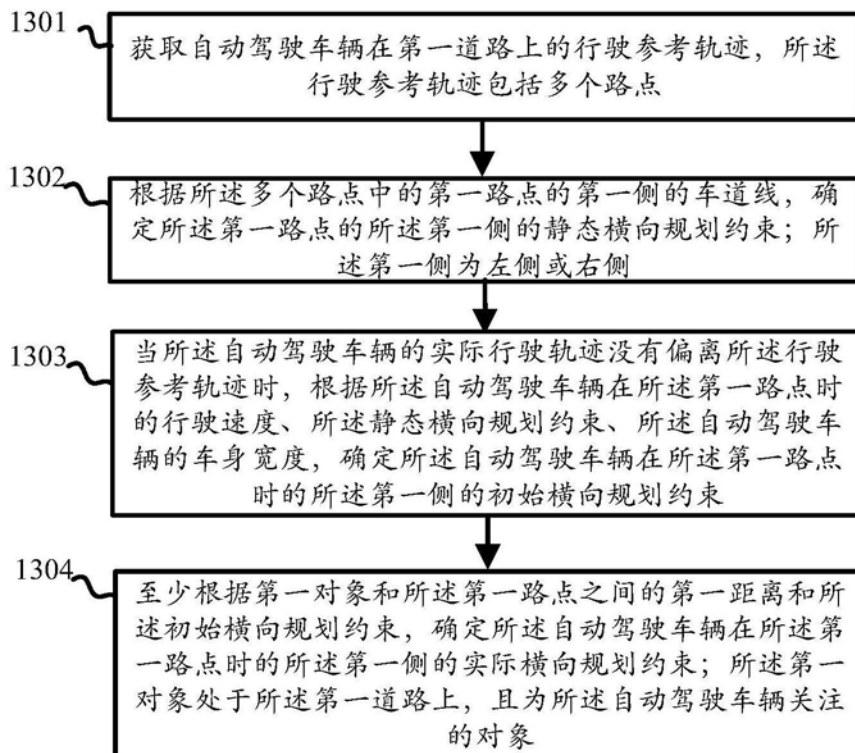 1301
获取自动驾驶车辆在第一道路上的行驶参考轨迹，所述
行驶参考轨迹包括多个路点
1302
根据所述多个路点中的第一路点的第一侧的车道线，确
定所述第一路点的所述第一侧的静态横向规划约束；所
述第一侧为左侧或右侧
1303
当所述自动驾驶车辆的实际行驶轨迹没有偏离所述行驶
参考轨迹时，根据所述自动驾驶车辆在所述第一路点时
的行驶速度、所述静态横向规划约束、所述自动驾驶车
辆的车身宽度，确定所述自动驾驶车辆在所述第一路点
时的所述第一侧的初始横向规划约束
1304
至少根据第一对象和所述第一路点之间的第一距离和所
述初始横向规划约束，确定所述自动驾驶车辆在所述第
一路点时的所述第一侧的实际横向规划约束；所述第一
对象处于所述第一道路上，且为所述自动驾驶车辆关注
的对象